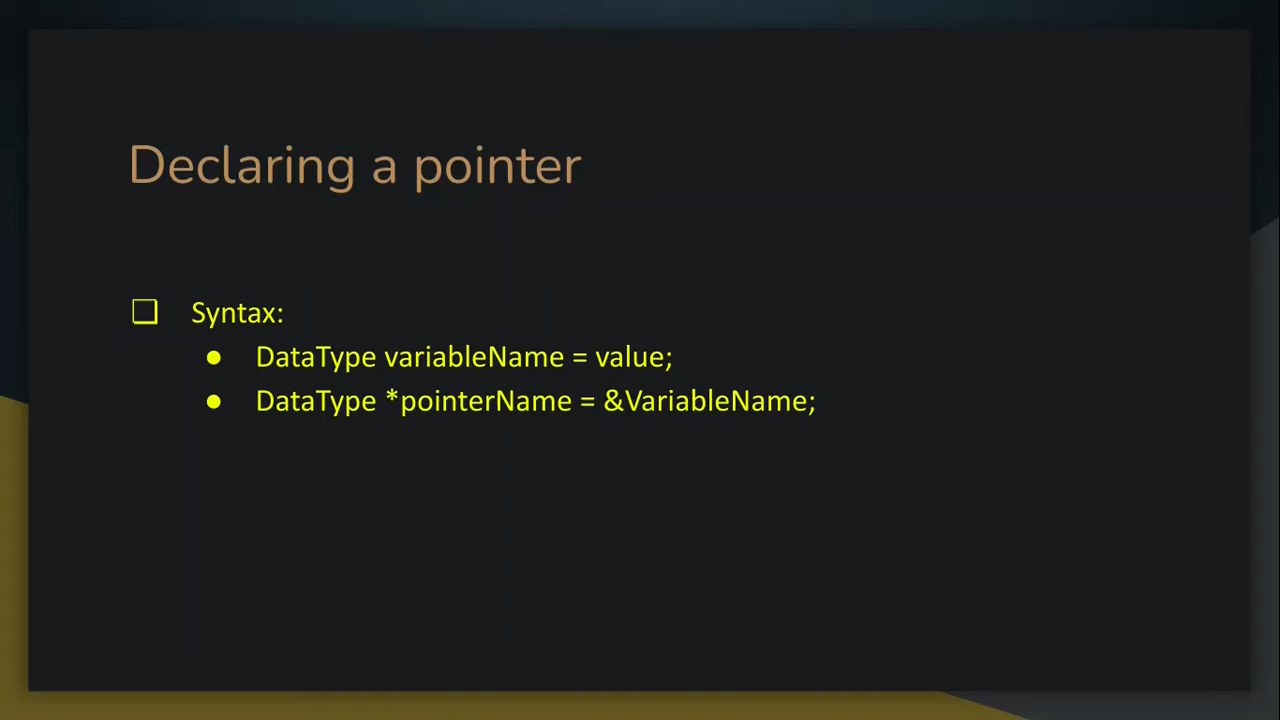 Declaring a pointer
❏ Syntax:
● DataType variableName = value;
● DataType *pointerName = &VariableName;